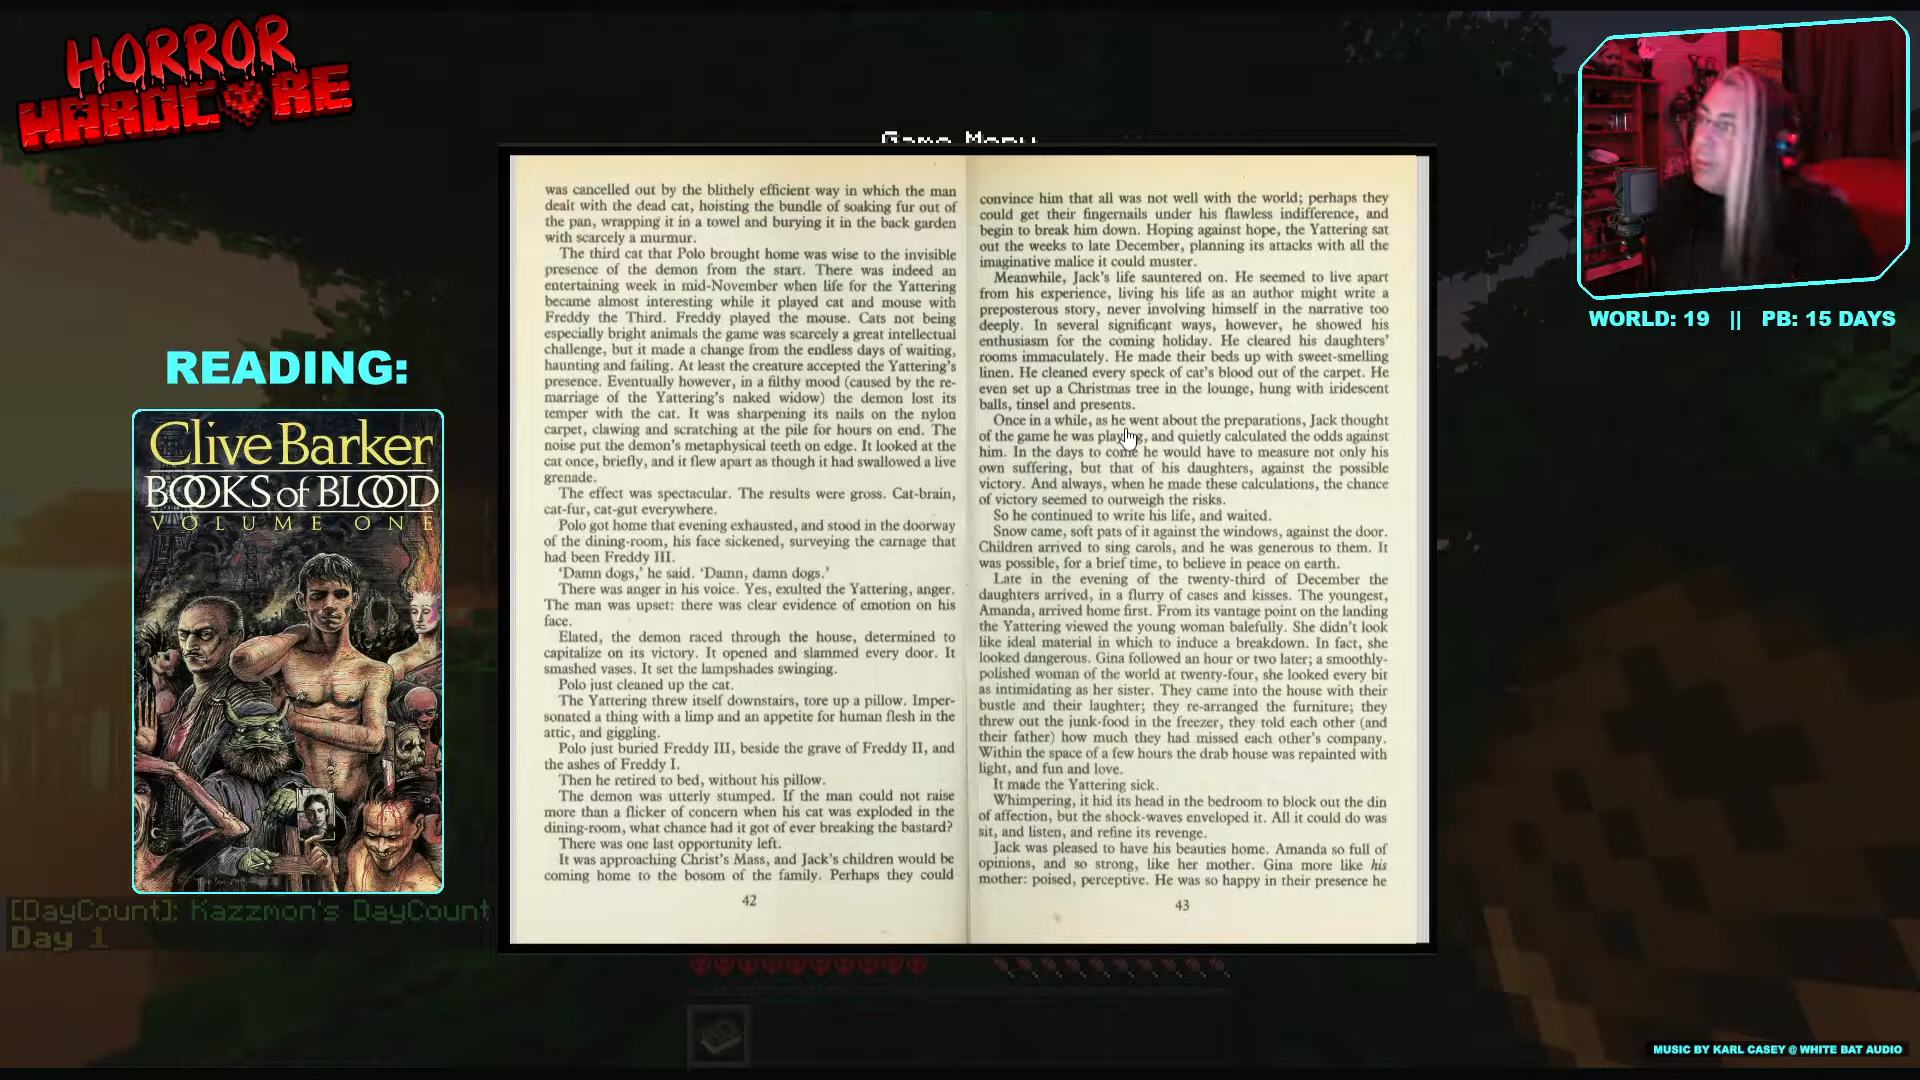 HORROR
HARDCORE
Game Menu
WORLD: 19 || PB: 15 DAYS
READING:
Clive Barker
BOOKS of BLOOD
VOLUME ONE
[DayCount]: Kazzmon's DayCount
Day 1
was cancelled out by the blithely efficient way in which the man
dealt with the dead cat, hoisting the bundle of soaking fur out of
the pan, wrapping it in a towel and burying it in the back garden
with scarcely a murmur.
The third cat that Polo brought home was wise to the invisible
presence of the demon from the start. There was indeed an
entertaining week in mid-November when life for the Yattering
became almost interesting while it played cat and mouse with
Freddy the Third. Freddy played the mouse. Cats not being
especially bright animals the game was scarcely a great intellectual
challenge, but it made a change from the endless days of waiting,
haunting and failing. At least the creature accepted the Yattering's
presence. Eventually however, in a filthy mood (caused by the re-
marriage of the Yattering's naked widow) the demon lost its
temper with the cat. It was sharpening its nails on the nylon
carpet, clawing and scratching at the pile for hours on end. The
noise put the demon's metaphysical teeth on edge. It looked at the
cat once, briefly, and it flew apart as though it had swallowed a live
grenade.
The effect was spectacular. The results were gross. Cat-brain,
cat-fur, cat-gut everywhere.
Polo got home that evening exhausted, and stood in the doorway
of the dining-room, his face sickened, surveying the carnage that
had been Freddy III.
‘Damn dogs,’ he said. ‘Damn, damn dogs.’
There was anger in his voice. Yes, exulted the Yattering, anger.
The man was upset: there was clear evidence of emotion on his
face.
Elated, the demon raced through the house, determined to
capitalize on its victory. It opened and slammed every door. It
smashed vases. It set the lampshades swinging.
Polo just cleaned up the cat.
The Yattering threw itself downstairs, tore up a pillow. Imper-
sonated a thing with a limp and an appetite for human flesh in the
attic, and giggling.
Polo just buried Freddy III, beside the grave of Freddy II, and
the ashes of Freddy I.
Then he retired to bed, without his pillow.
The demon was utterly stumped. If the man could not raise
more than a flicker of concern when his cat was exploded in the
dining-room, what chance had it got of ever breaking the bastard?
There was one last opportunity left.
It was approaching Christ's Mass, and Jack's children would be
coming home to the bosom of the family. Perhaps they could
42
convince him that all was not well with the world; perhaps they
could get their fingernails under his flawless indifference, and
begin to break him down. Hoping against hope, the Yattering sat
out the weeks to late December, planning its attacks with all the
imaginative malice it could muster.
Meanwhile, Jack's life sauntered on. He seemed to live apart
from his experience, living his life as an author might write a
preposterous story, never involving himself in the narrative too
deeply. In several significant ways, however, he showed his
enthusiasm for the coming holiday. He cleared his daughters'
rooms immaculately. He made their beds up with sweet-smelling
linen. He cleaned every speck of cat's blood out of the carpet. He
even set up a Christmas tree in the lounge, hung with iridescent
balls, tinsel and presents.
Once in a while, as he went about the preparations, Jack thought
of the game he was playing, and quietly calculated the odds against
him. In the days to come he would have to measure not only his
own suffering, but that of his daughters, against the possible
victory. And always, when he made these calculations, the chance
of victory seemed to outweigh the risks.
So he continued to write his life, and waited.
Snow came, soft pats of it against the windows, against the door.
Children arrived to sing carols, and he was generous to them. It
was possible, for a brief time, to believe in peace on earth.
Late in the evening of the twenty-third of December the
daughters arrived, in a flurry of cases and kisses. The youngest,
Amanda, arrived home first. From its vantage point on the landing
the Yattering viewed the young woman balefully. She didn't look
like ideal material in which to induce a breakdown. In fact, she
looked dangerous. Gina followed an hour or two later; a smoothly-
polished woman of the world at twenty-four, she looked every bit
as intimidating as her sister. They came into the house with their
bustle and their laughter; they re-arranged the furniture; they
threw out the junk-food in the freezer, they told each other (and
their father) how much they had missed each other's company.
Within the space of a few hours the drab house was repainted with
light, and fun and love.
It made the Yattering sick.
Whimpering, it hid its head in the bedroom to block out the din
of affection, but the shock-waves enveloped it. All it could do was
sit, and listen, and refine its revenge.
Jack was pleased to have his beauties home. Amanda so full of
opinions, and so strong, like her mother. Gina more like his
mother: poised, perceptive. He was so happy in their presence he
43
MUSIC BY KARL CASEY @ WHITE BAT AUDIO